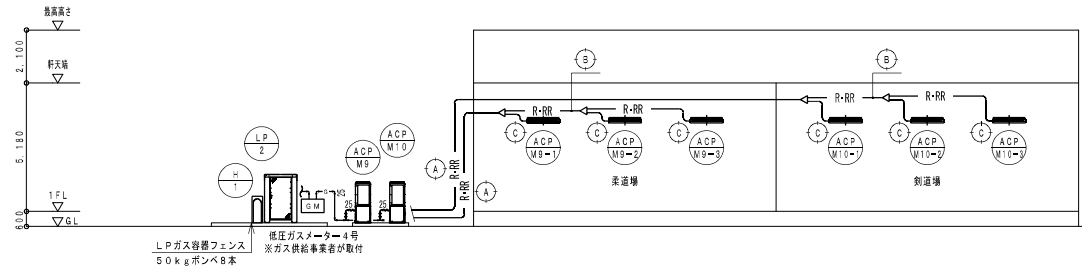 最高高さ
2.100
軒天端
5.180
1FL
600
GL
H
1
LP
2
GM
G
25
25
25
ACP
M9
ACP
M10
LPガス容器フェンス
50kgボンベ8本
低圧ガスメーター4号
※ガス供給事業者が取付
A
R・RR
R・RR
A
B
R・RR
R・RR
C
ACP
M9-1
C
ACP
M9-2
C
ACP
M9-3
柔道場
B
R・RR
R・RR
C
ACP
M10-1
C
ACP
M10-2
C
ACP
M10-3
剣道場